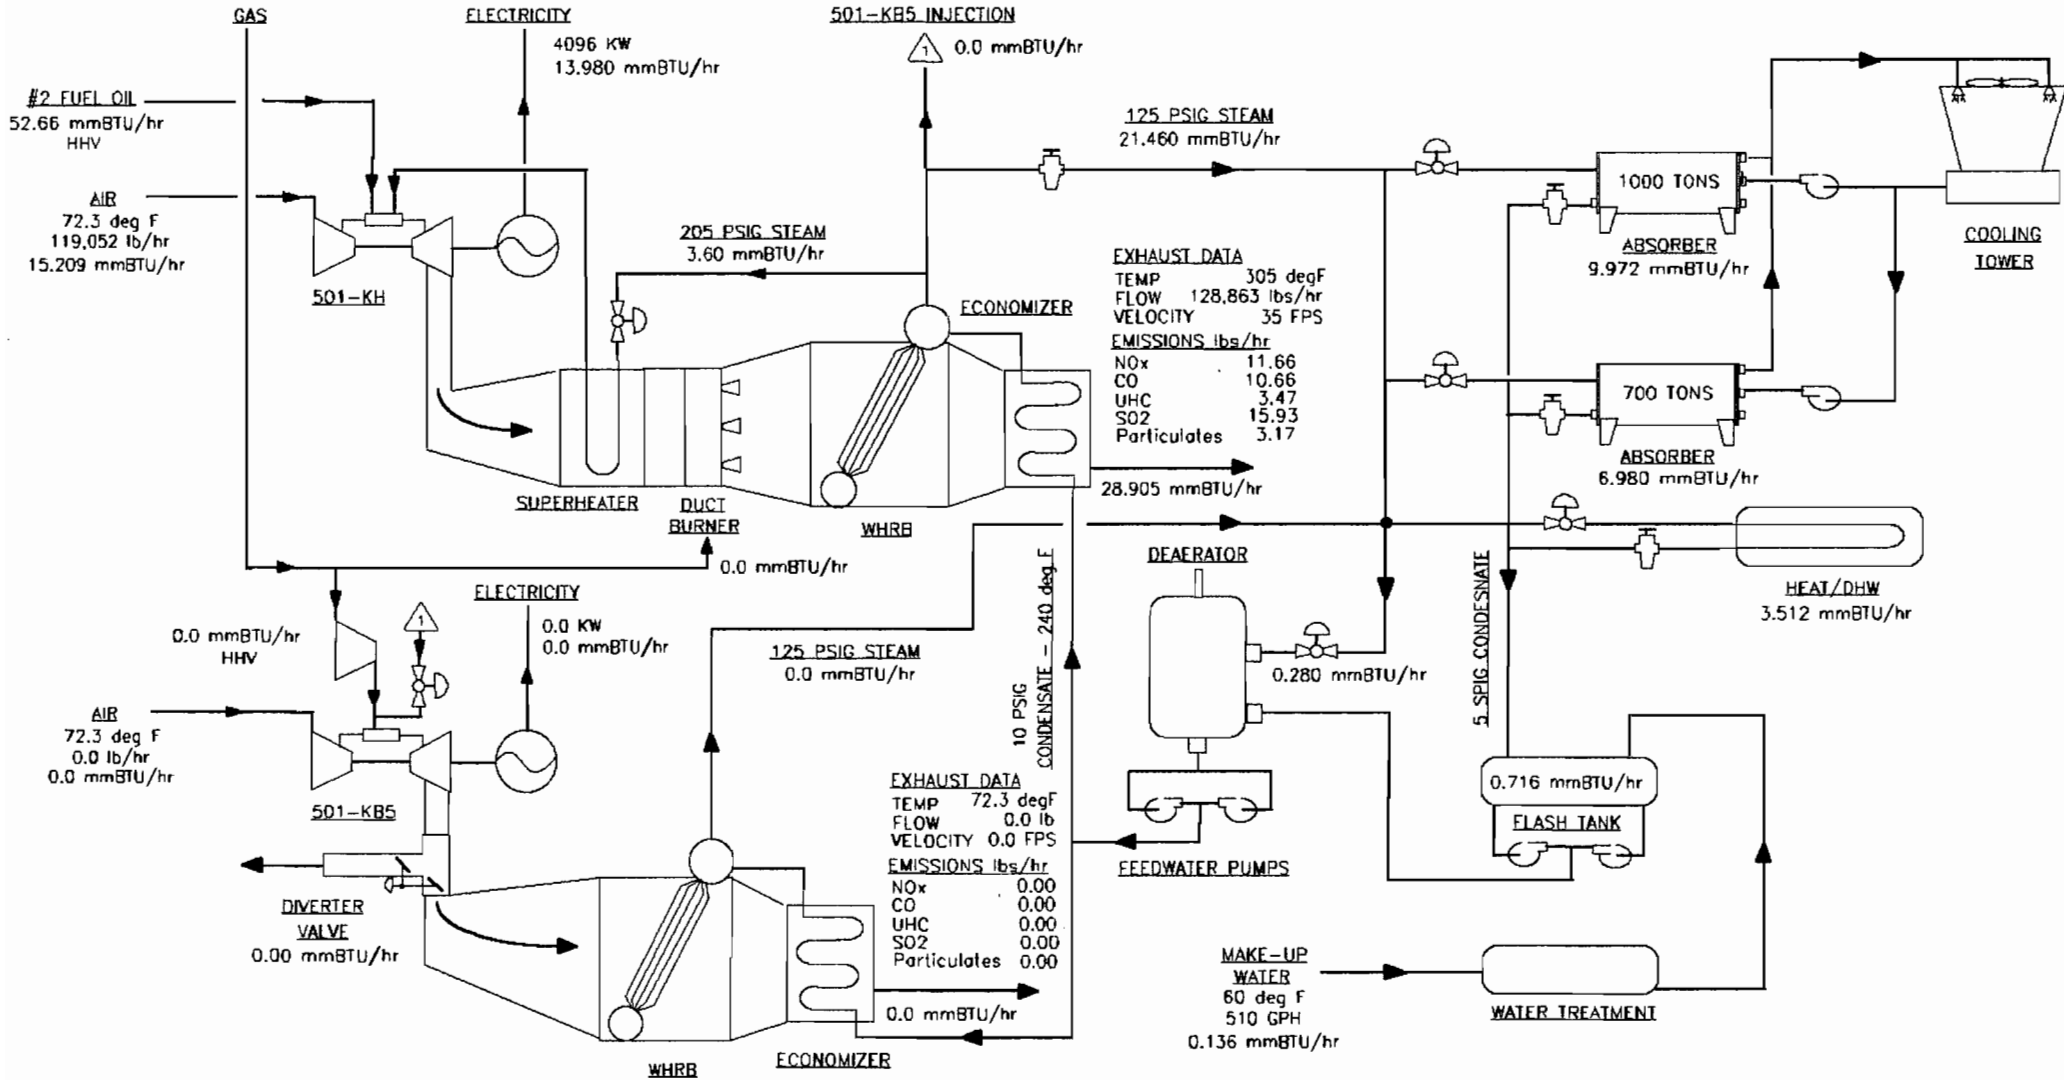 GAS
ELECTRICITY
4096 KW
13.980 mmBTU/hr
501-KB5 INJECTION
1
0.0 mmBTU/hr
#2 FUEL OIL
52.66 mmBTU/hr
HHV
AIR
72.3 deg F
119,052 lb/hr
15.209 mmBTU/hr
501-KH
205 PSIG STEAM
3.60 mmBTU/hr
125 PSIG STEAM
21.460 mmBTU/hr
1000 TONS
ABSORBER
9.972 mmBTU/hr
COOLING
TOWER
ECONOMIZER
EXHAUST DATA
TEMP 305 degF
FLOW 128,863 lbs/hr
VELOCITY 35 FPS
EMISSIONS lbs/hr
NOx 11.66
CO 10.66
UHC 3.47
SO2 15.93
Particulates 3.17
28.905 mmBTU/hr
700 TONS
ABSORBER
6.980 mmBTU/hr
SUPERHEATER
DUCT
BURNER
WHRB
0.0 mmBTU/hr
DEAERATOR
0.280 mmBTU/hr
HEAT/DHW
3.512 mmBTU/hr
5 SPIG CONDESNATE
10 PSIG
CONDENSATE - 240 deg F
0.0 mmBTU/hr
HHV
1
ELECTRICITY
0.0 KW
0.0 mmBTU/hr
125 PSIG STEAM
0.0 mmBTU/hr
AIR
72.3 deg F
0.0 lb/hr
0.0 mmBTU/hr
501-KB5
EXHAUST DATA
TEMP 72.3 degF
FLOW 0.0 lb
VELOCITY 0.0 FPS
EMISSIONS lbs/hr
NOx 0.00
CO 0.00
UHC 0.00
SO2 0.00
Particulates 0.00
0.0 mmBTU/hr
FEEDWATER PUMPS
0.716 mmBTU/hr
FLASH TANK
DIVERTER
VALVE
0.00 mmBTU/hr
WHRB
ECONOMIZER
MAKE-UP
WATER
60 deg F
510 GPH
0.136 mmBTU/hr
WATER TREATMENT